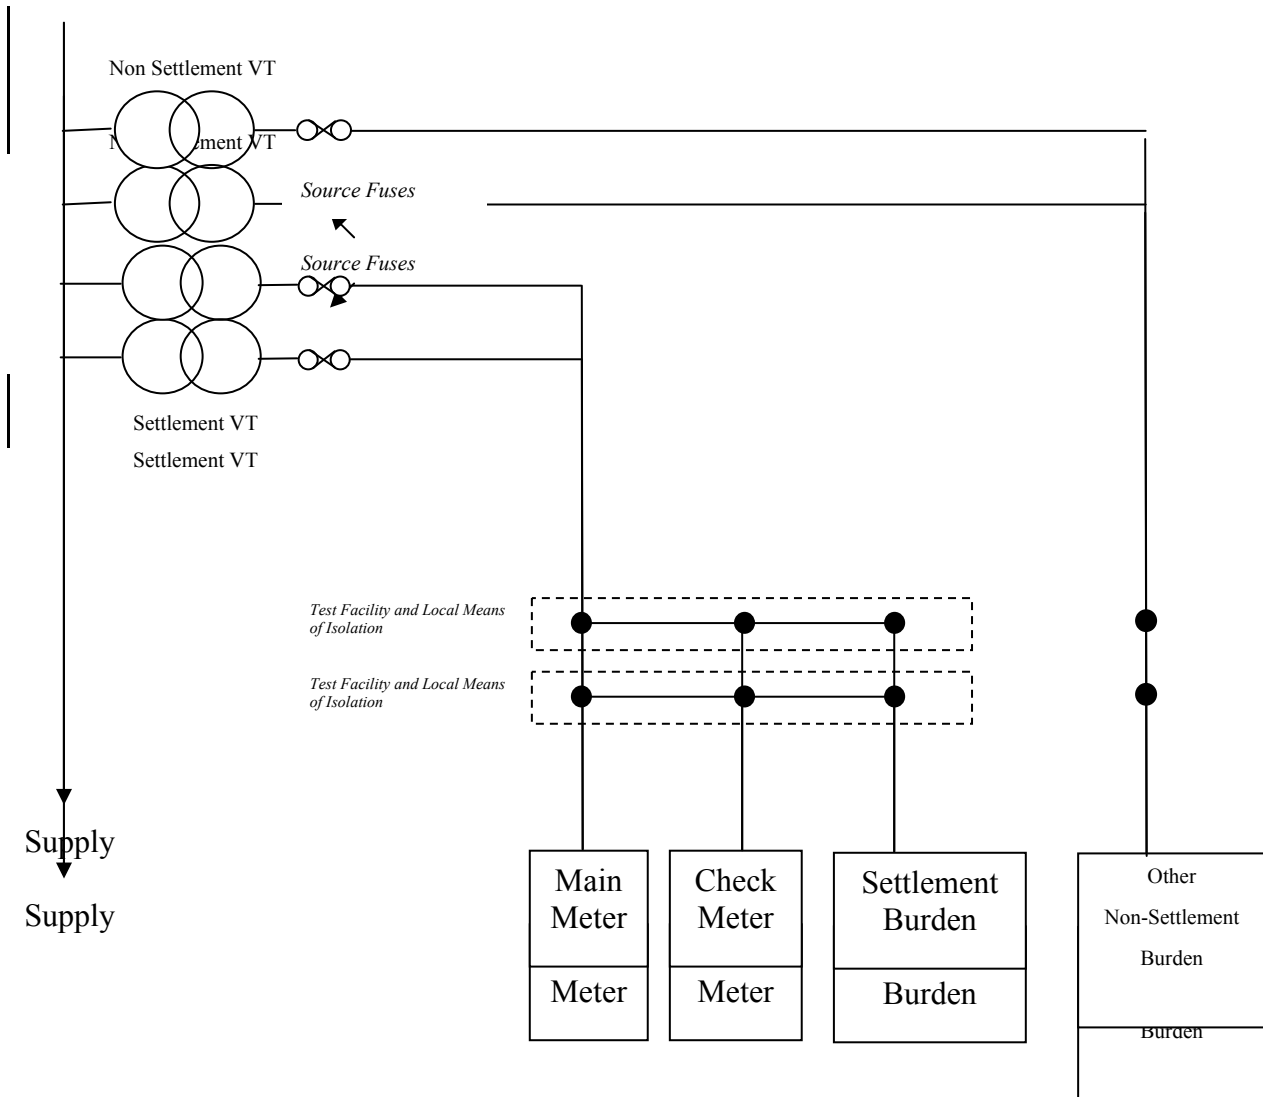 Non Settlement VT
ement VT
Source Fuses
Source Fuses
Settlement VT
Settlement VT
Test Facility and Local Means
of Isolation
Test Facility and Local Means
of Isolation
Supply
Supply
Main
Meter
Meter
Check
Meter
Meter
Settlement
Burden
Burden
Other
Non-Settlement
Burden
Burden